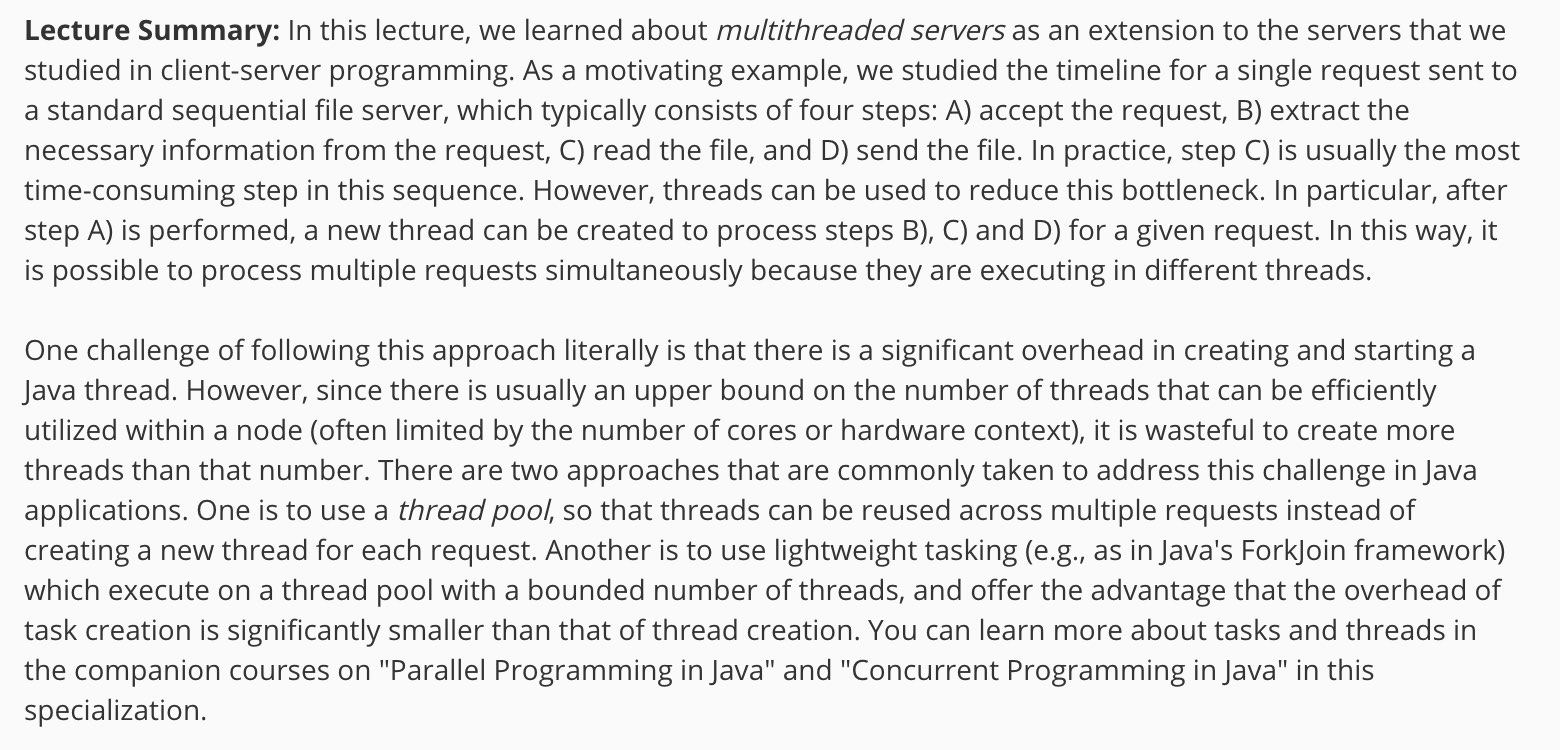 Lecture Summary: In this lecture, we learned about multithreaded servers as an extension to the servers that we
studied in client-server programming. As a motivating example, we studied the timeline for a single request sent to
a standard sequential file server, which typically consists of four steps: A) accept the request, B) extract the
necessary information from the request, C) read the file, and D) send the file. In practice, step C) is usually the most
time-consuming step in this sequence. However, threads can be used to reduce this bottleneck. In particular, after
step A) is performed, a new thread can be created to process steps B), C) and D) for a given request. In this way, it
is possible to process multiple requests simultaneously because they are executing in different threads.
One challenge of following this approach literally is that there is a significant overhead in creating and starting a
Java thread. However, since there is usually an upper bound on the number of threads that can be efficiently
utilized within a node (often limited by the number of cores or hardware context), it is wasteful to create more
threads than that number. There are two approaches that are commonly taken to address this challenge in Java
applications. One is to use a thread pool, so that threads can be reused across multiple requests instead of
creating a new thread for each request. Another is to use lightweight tasking (e.g., as in Java's ForkJoin framework)
which execute on a thread pool with a bounded number of threads, and offer the advantage that the overhead of
task creation is significantly smaller than that of thread creation. You can learn more about tasks and threads in
the companion courses on "Parallel Programming in Java" and "Concurrent Programming in Java" in this
specialization.